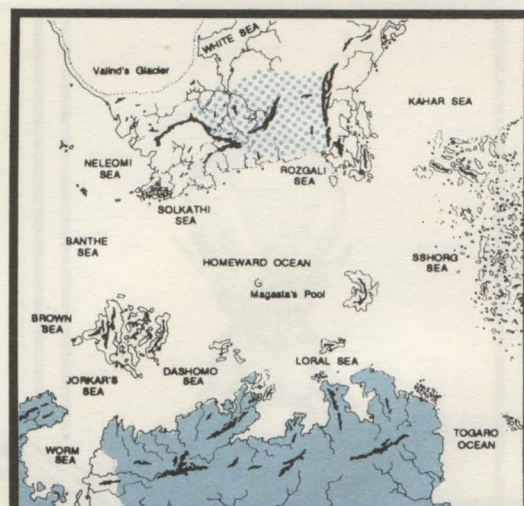 WHITE SEA
Valind's Glacier
KAHAR SEA
NELEOMI
SEA
ROZGALI
SEA
SOLKATHI
SEA
BANTHE
SEA
HOMEWARD OCEAN
SSHORG
SEA
Magasta's Pool
BROWN
SEA
LORAL SEA
DASHOMO
SEA
JORKAR'S
SEA
TOGARO
OCEAN
WORM
SEA